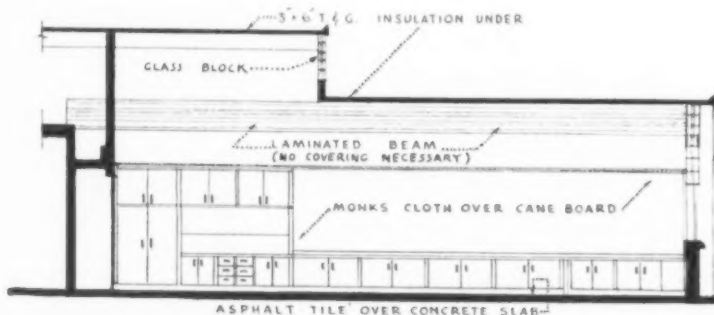 3" x 6" T & G. INSULATION UNDER
GLASS BLOCK
LAMINATED BEAM
(NO COVERING NECESSARY)
MONKS CLOTH OVER CANE BOARD
ASPHALT TILE OVER CONCRETE SLAB